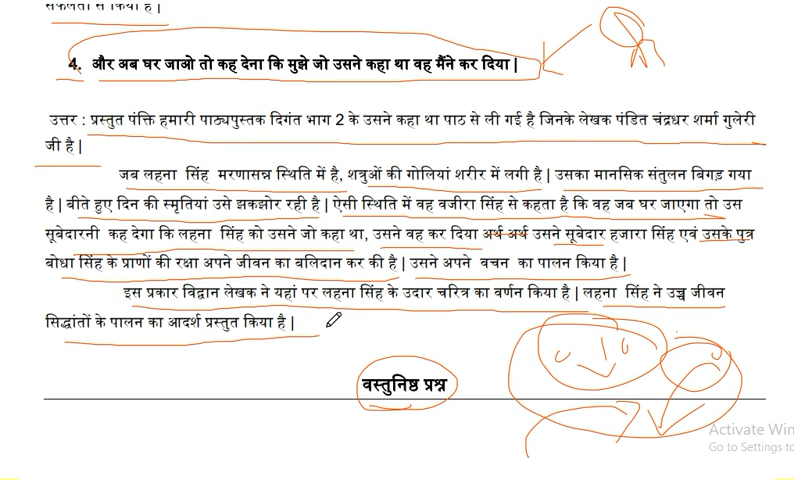 सफलता से किया है |
4. और अब घर जाओ तो कह देना कि मुझे जो उसने कहा था वह मैंने कर दिया |
उत्तर : प्रस्तुत पंक्ति हमारी पाठ्यपुस्तक दिगंत भाग 2 के उसने कहा था पाठ से ली गई है जिनके लेखक पंडित चंद्रधर शर्मा गुलेरी
जी है |
जब लहना सिंह मरणासन्न स्थिति में है, शत्रुओं की गोलियां शरीर में लगी है | उसका मानसिक संतुलन बिगड़ गया
है | बीते हुए दिन की स्मृतियां उसे झकझोर रही है | ऐसी स्थिति में वह वजीरा सिंह से कहता है कि वह जब घर जाएगा तो उस
सूबेदारनी कह देगा कि लहना सिंह को उसने जो कहा था, उसने वह कर दिया अर्थ अर्थ उसने सूबेदार हजारा सिंह एवं उसके पुत्र
बोधा सिंह के प्राणों की रक्षा अपने जीवन का बलिदान कर की है | उसने अपने वचन का पालन किया है |
इस प्रकार विद्वान लेखक ने यहां पर लहना सिंह के उदार चरित्र का वर्णन किया है | लहना सिंह ने उच्च जीवन
सिद्धांतों के पालन का आदर्श प्रस्तुत किया है |
वस्तुनिष्ठ प्रश्न
Activate Win
Go to Settings to